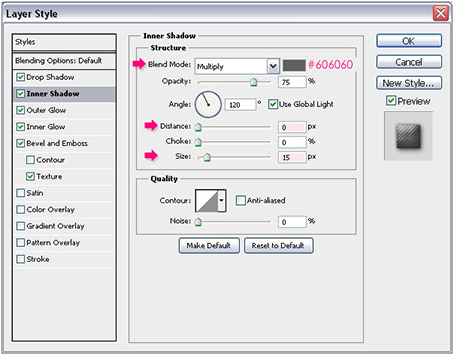 Layer Style
Styles
Blending Options: Default
Drop Shadow
Inner Shadow
Outer Glow
Inner Glow
Bevel and Emboss
Contour
Texture
Satin
Color Overlay
Gradient Overlay
Pattern Overlay
Stroke
Inner Shadow
Structure
Blend Mode: Multiply #606060
Opacity: 75 %
Angle: 120 ° Use Global Light
Distance: 0 px
Choke: 0 %
Size: 15 px
Quality
Contour: Anti-aliased
Noise: 0 %
Make Default Reset to Default
OK
Cancel
New Style...
Preview